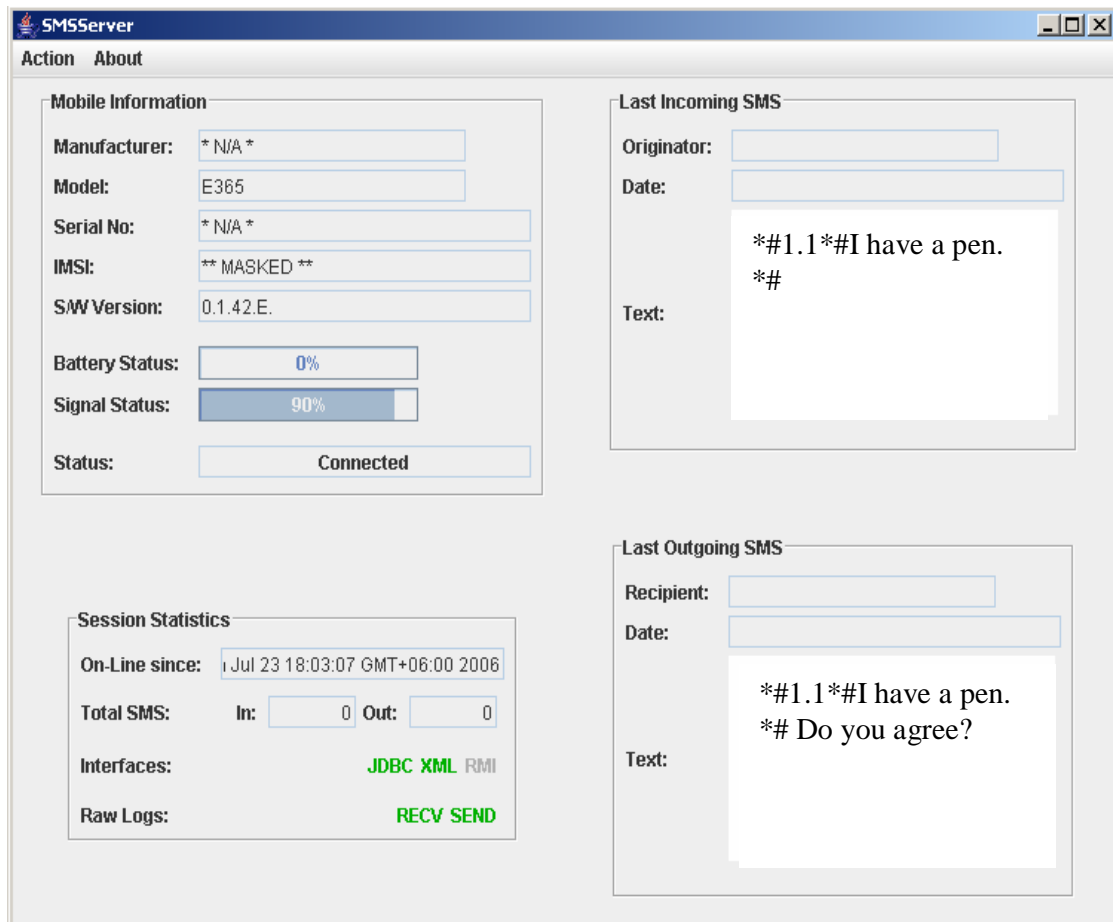 SMSServer
Action About
Mobile Information
Manufacturer: * N/A *
Model: E365
Serial No: * N/A *
IMSI: ** MASKED **
S/W Version: 0.1.42.E.
Battery Status: 0%
Signal Status: 90%
Status: Connected
Session Statistics
On-Line since: Jul 23 18:03:07 GMT+06:00 2006
Total SMS: In: 0 Out: 0
Interfaces: JDBC XML RMI
Raw Logs: RECV SEND
Last Incoming SMS
Originator:
Date:
Text:
*#1.1*#I have a pen.
*#
Last Outgoing SMS
Recipient:
Date:
Text:
*#1.1*#I have a pen.
*# Do you agree?